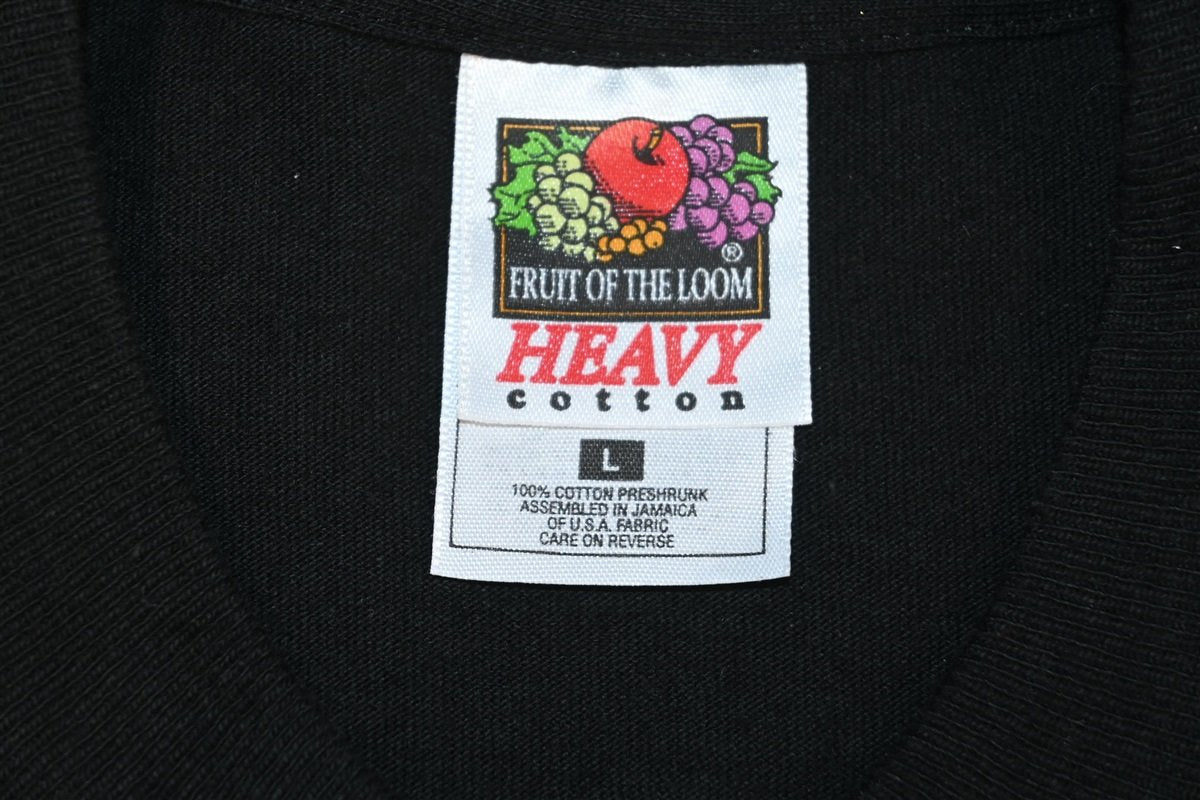 ®
FRUIT OF THE LOOM
HEAVY
cotton
L
100% COTTON PRESHRUNK
ASSEMBLED IN JAMAICA
OF U.S.A. FABRIC
CARE ON REVERSE